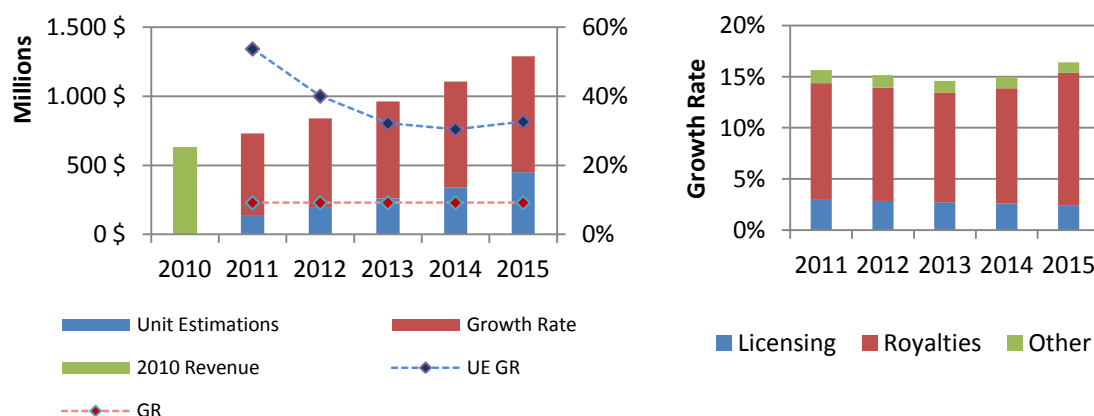 Millions
1.500 $
1.000 $
500 $
0 $
60%
40%
20%
0%
2010 2011 2012 2013 2014 2015
Unit Estimations Growth Rate
2010 Revenue UE GR
GR
Growth Rate
20%
15%
10%
5%
0%
2011 2012 2013 2014 2015
Licensing Royalties Other